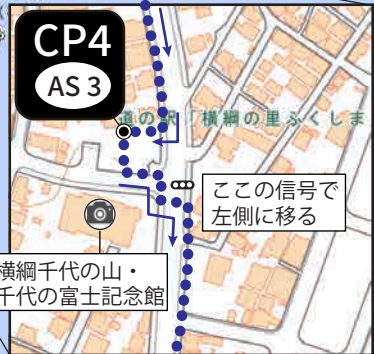 CP4
AS 3
道の駅「横綱の里ふくしま
ここの信号で
左側に移る
横綱千代の山・
千代の富士記念館